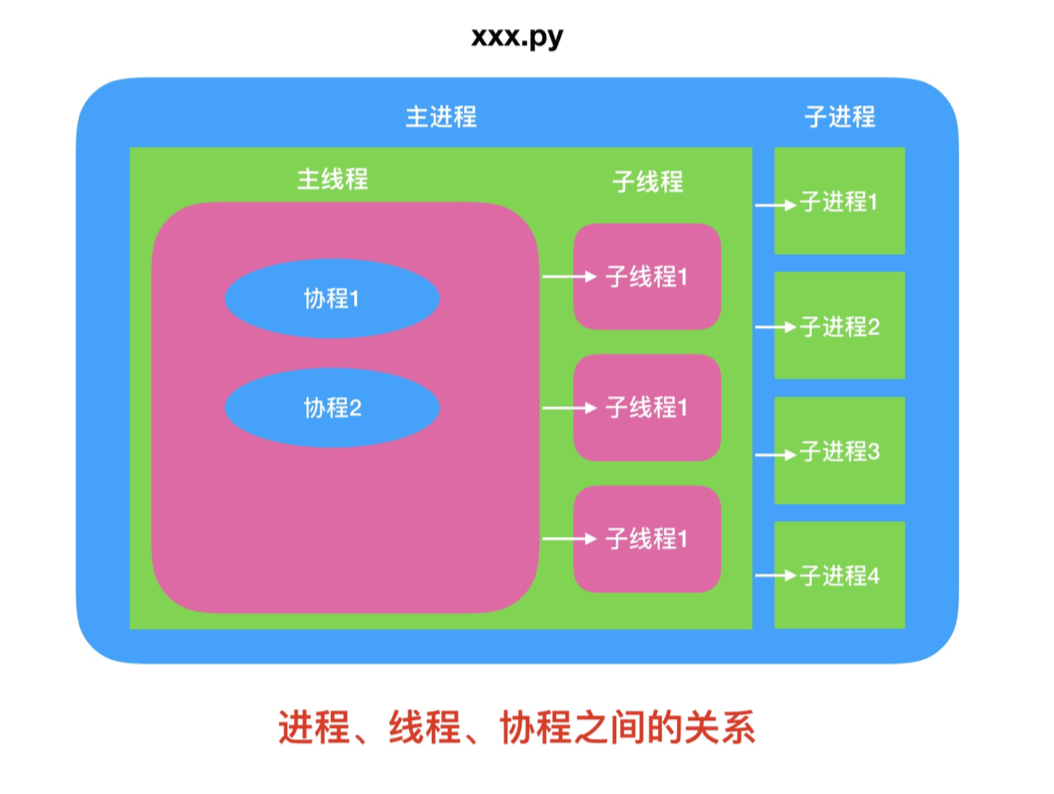 xxx.py
主进程
子进程
主线程
子线程
协程1
协程2
子线程1
子线程1
子线程1
子进程1
子进程2
子进程3
子进程4
进程、线程、协程之间的关系